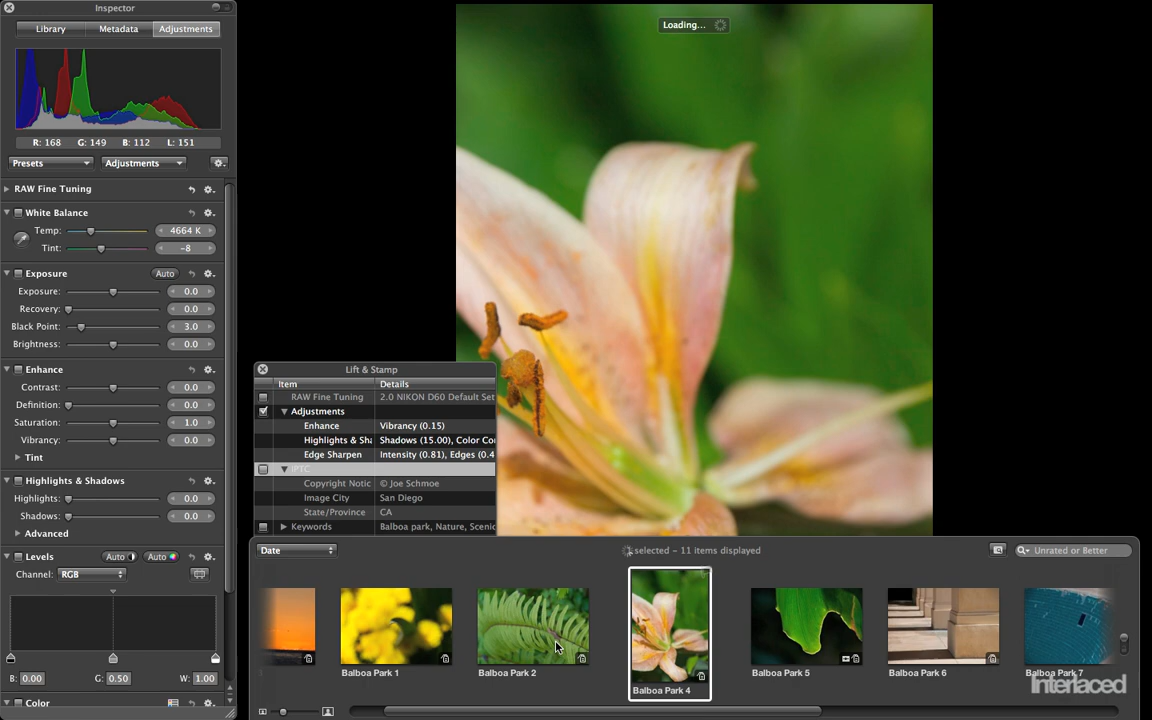 Inspector
Library Metadata Adjustments
R: 168 G: 149 B: 112 L: 151
Presets Adjustments
RAW Fine Tuning
White Balance
Temp: 4664 K
Tint: -8
Exposure Auto
Exposure: 0.0
Recovery: 0.0
Black Point: 3.0
Brightness: 0.0
Enhance
Contrast: 0.0
Definition: 0.0
Saturation: 1.0
Vibrancy: 0.0
Tint
Highlights & Shadows
Highlights: 0.0
Shadows: 0.0
Advanced
Levels Auto Auto
Channel: RGB
B: 0.00 G: 0.50 W: 1.00
Color
Loading...
Lift & Stamp
Item Details
RAW Fine Tuning 2.0 NIKON D60 Default Set
Adjustments
Enhance Vibrancy (0.15)
Highlights & Sha Shadows (15.00), Color Co
Edge Sharpen Intensity (0.81), Edges (0.4
IPTC
Copyright Notic © Joe Schmoe
Image City San Diego
State/Province CA
Keywords Balboa park, Nature, Scenic
Date selected - 11 items displayed Unrated or Better
Balboa Park 1 Balboa Park 2 Balboa Park 4 Balboa Park 5 Balboa Park 6 Balboa Park 7
Interlaced